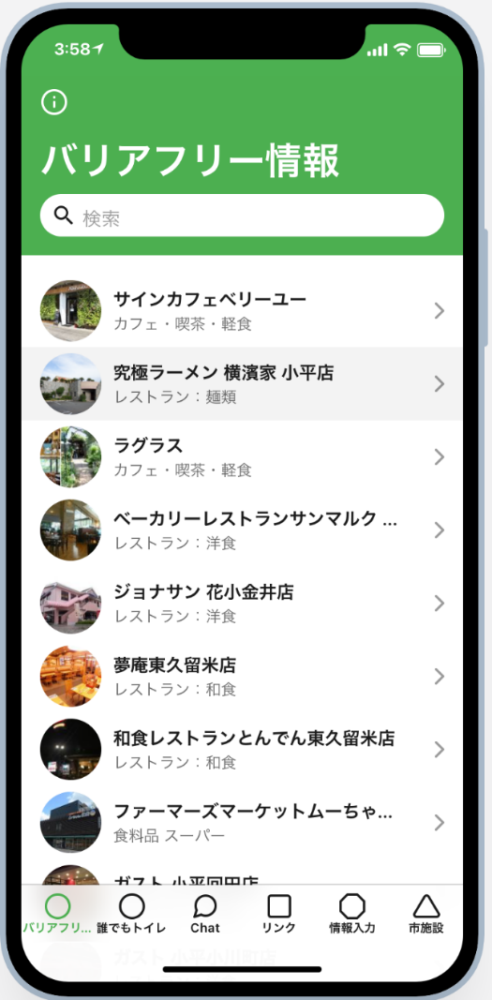 3:58
バリアフリー情報
検索
サインカフェベリーユー
カフェ・喫茶・軽食
究極ラーメン 横濱家 小平店
レストラン：麺類
ラグラス
カフェ・喫茶・軽食
ベーカリーレストランサンマルク ...
レストラン：洋食
ジョナサン 花小金井店
レストラン：洋食
夢庵東久留米店
レストラン：和食
和食レストランとんでん東久留米店
レストラン：和食
ファーマーズマーケットムーちゃ...
食料品 スーパー
ガスト 小平回田店
バリアフリ... 誰でもトイレ Chat リンク 情報入力 市施設
ガスト 小平小川町店